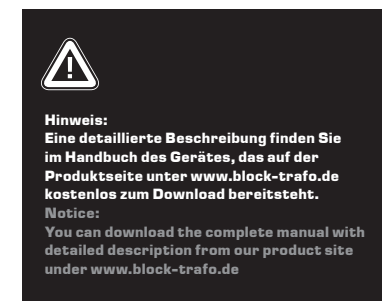 Hinweis:
Eine detaillierte Beschreibung finden Sie
im Handbuch des Gerätes, das auf der
Produktseite unter www.block-trafo.de
kostenlos zum Download bereitsteht.
Notice:
You can download the complete manual with
detailed description from our product site
under www.block-trafo.de